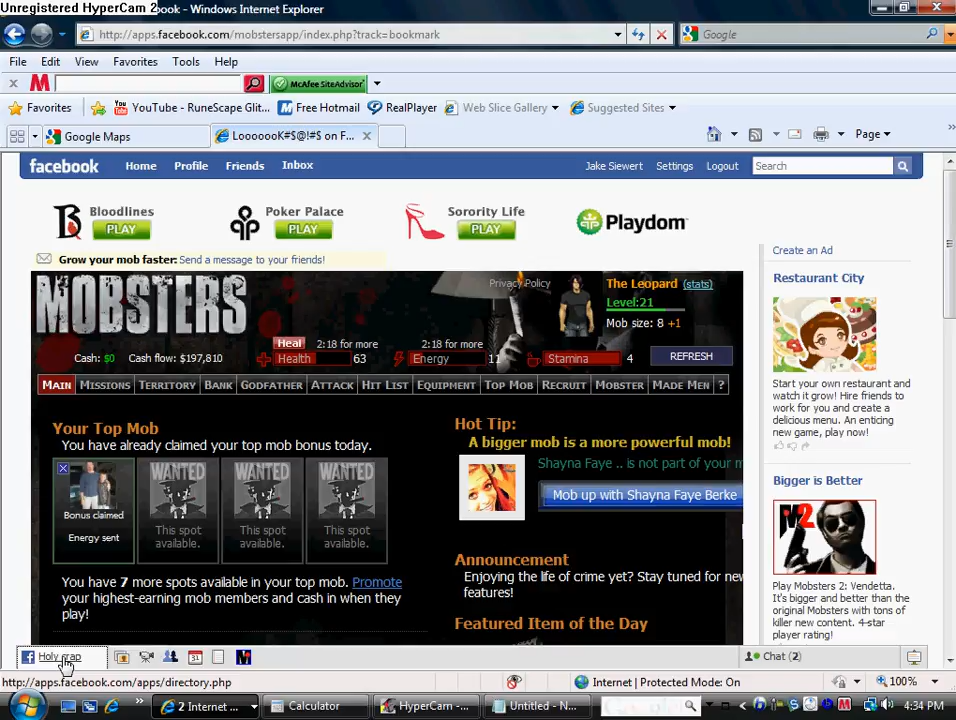 Unregistered HyperCam 2
book - Windows Internet Explorer
http://apps.facebook.com/mobstersapp/index.php?track=bookmark
Google
File Edit View Favorites Tools Help
M McAfee SiteAdvisor
Favorites YouTube - RuneScape Glit... Free Hotmail RealPlayer Web Slice Gallery Suggested Sites
Google Maps LoooooK#$@!#$ on F... Page
facebook Home Profile Friends Inbox Jake Siewert Settings Logout Search
Bloodlines PLAY
Poker Palace PLAY
Sorority Life PLAY
Playdom
Grow your mob faster: Send a message to your friends!
Create an Ad
MOBSTERS
Privacy Policy
The Leopard (stats)
Level:21
Mob size: 8 +1
Heal 2:18 for more 2:18 for more
Cash: $0 Cash flow: $197,810 Health 63 Energy 11 Stamina 4 REFRESH
MAIN MISSIONS TERRITORY BANK GODFATHER ATTACK HIT LIST EQUIPMENT TOP MOB RECRUIT MOBSTER MADE MEN ?
Your Top Mob
You have already claimed your top mob bonus today.
Bonus claimed
Energy sent
WANTED
This spot
available.
WANTED
This spot
available.
WANTED
This spot
available.
You have 7 more spots available in your top mob. Promote
your highest-earning mob members and cash in when they
play!
Hot Tip:
A bigger mob is a more powerful mob!
Shayna Faye .. is not part of your m
Mob up with Shayna Faye Berke
Announcement
Enjoying the life of crime yet? Stay tuned for new
features!
Featured Item of the Day
Restaurant City
Start your own restaurant and
watch it grow! Hire friends to
work for you and create a
delicious menu. An enticing
new game, play now!
Bigger is Better
M2
Play Mobsters 2: Vendetta.
It's bigger and better than the
original Mobsters with tons of
killer new content. 4-star
player rating!
Holy rap
31
M
Chat (2)
http://apps.facebook.com/apps/directory.php
Internet | Protected Mode: On
100%
2 Internet ... Calculator HyperCam -... Untitled - N... 4:34 PM